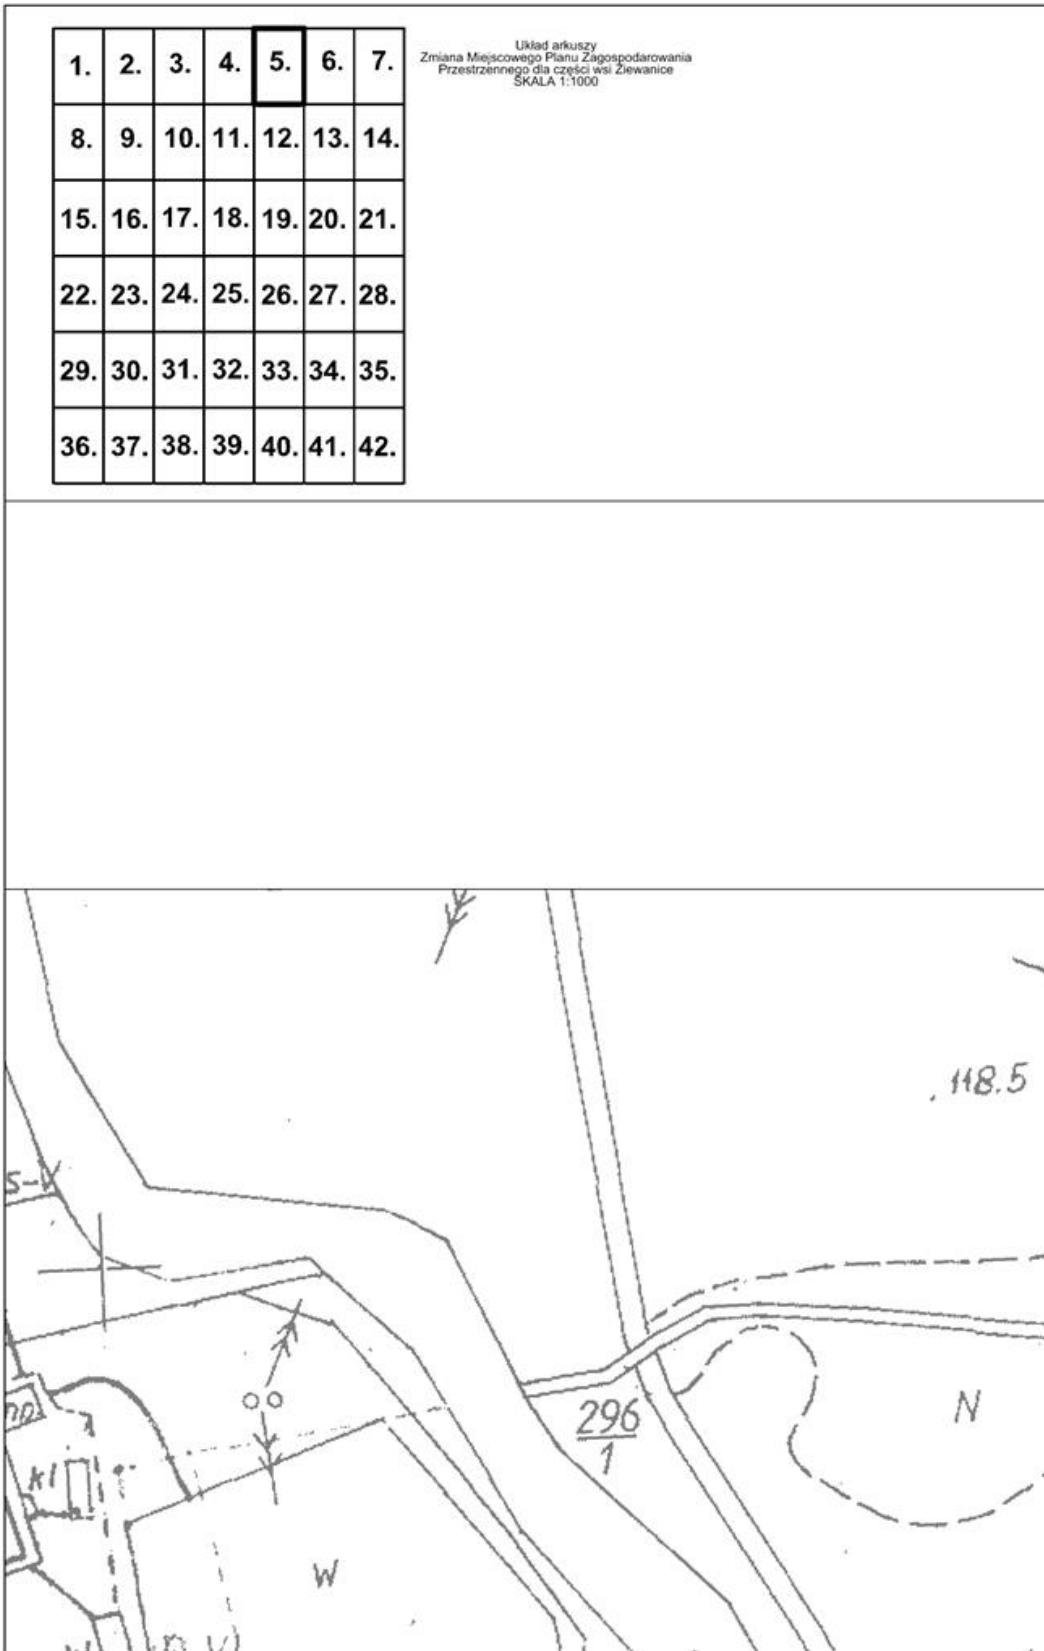 1. 2. 3. 4. 5. 6. 7.
8. 9. 10. 11. 12. 13. 14.
15. 16. 17. 18. 19. 20. 21.
22. 23. 24. 25. 26. 27. 28.
29. 30. 31. 32. 33. 34. 35.
36. 37. 38. 39. 40. 41. 42.
Układ arkuszy
Zmiana Miejscowego Planu Zagospodarowania
Przestrzennego dla części wsi Ziewanice
SKALA 1:1000
118.5
S-V
296
1
N
kl
W